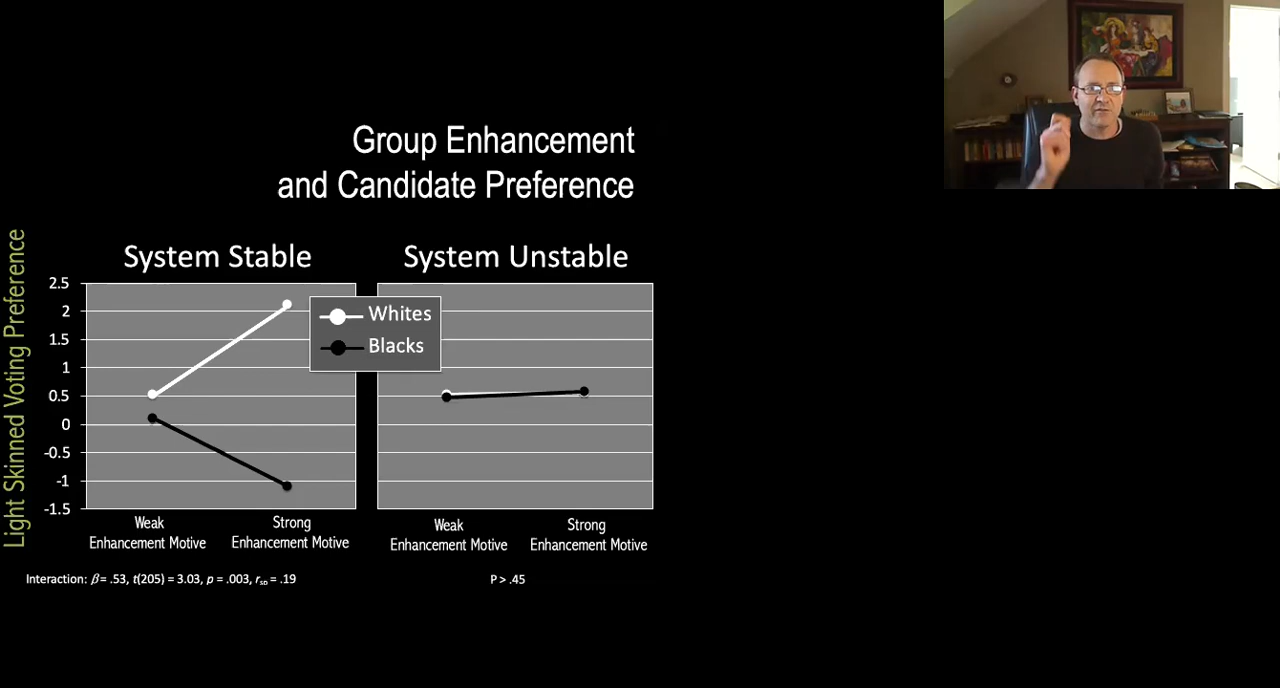 Group Enhancement
and Candidate Preference
System Stable
System Unstable
Light Skinned Voting Preference
2.5
2
1.5
1
0.5
0
-0.5
-1
-1.5
Whites
Blacks
Weak
Enhancement Motive
Strong
Enhancement Motive
Weak
Enhancement Motive
Strong
Enhancement Motive
Interaction: β = .53, t(205) = 3.03, p = .003, rsp = .19
P > .45